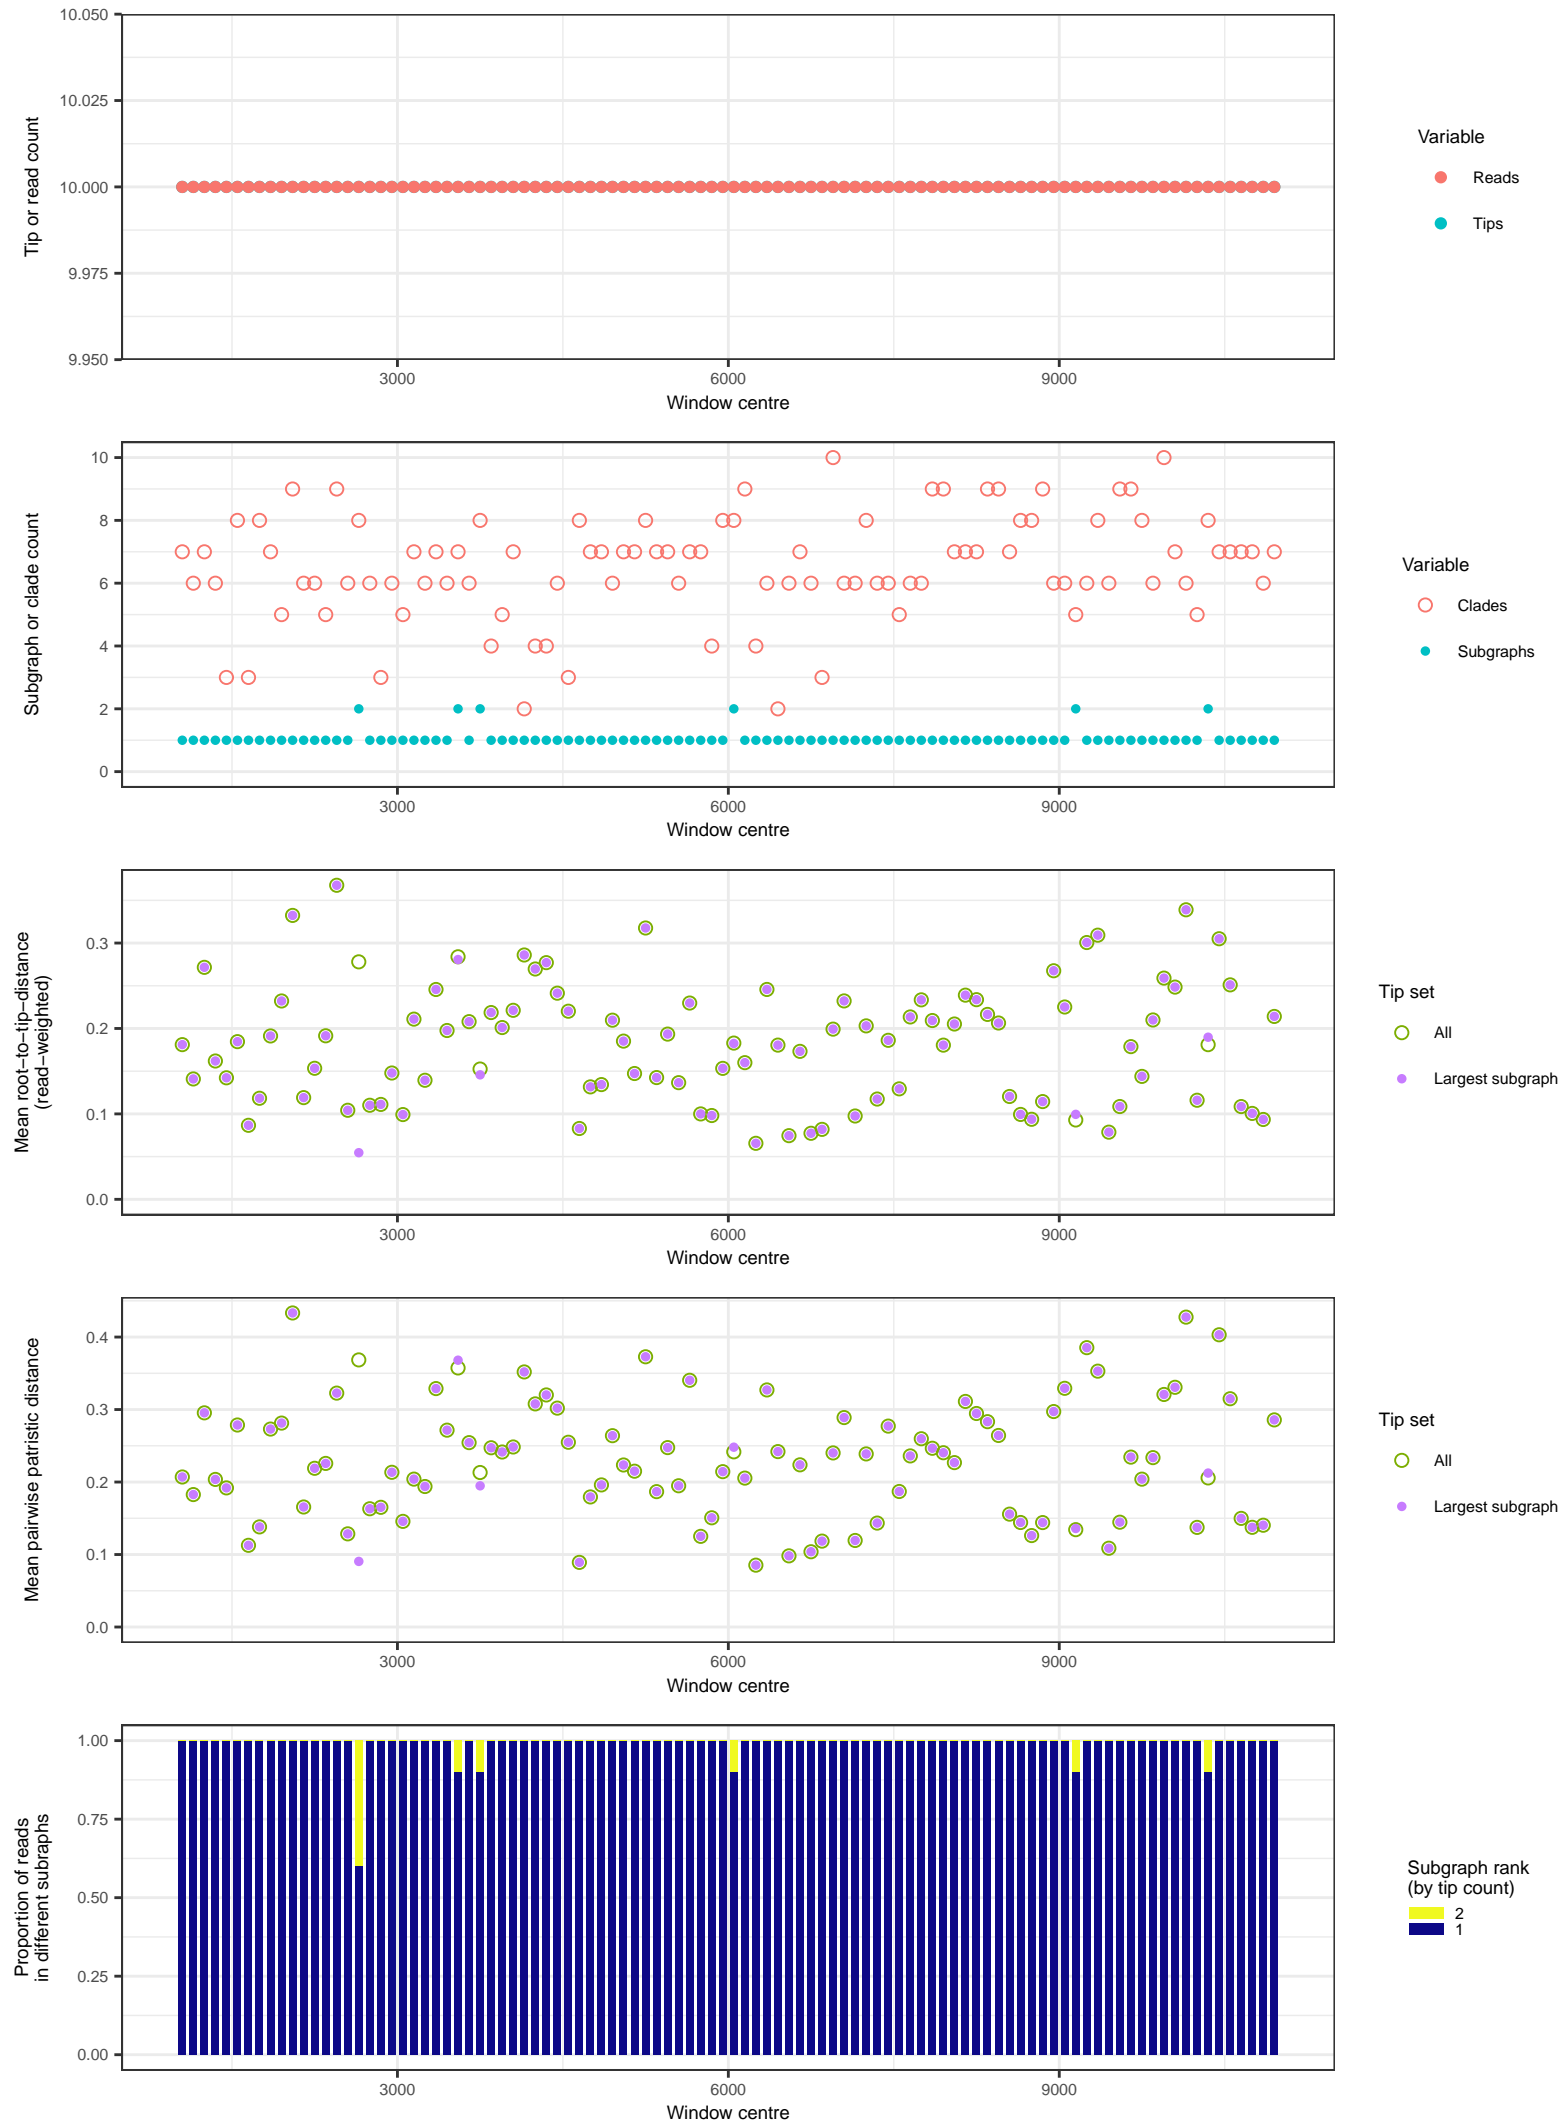 10.050
10.025
10.000
9.975
9.950
Tip or read count
3000
6000
9000
Window centre
Variable
Reads
Tips
10
8
6
4
2
0
Subgraph or clade count
3000
6000
9000
Window centre
Variable
Clades
Subgraphs
0.3
0.2
0.1
0.0
Mean root−to−tip−distance
(read−weighted)
3000
6000
9000
Window centre
Tip set
All
Largest subgraph
0.4
0.3
0.2
0.1
0.0
Mean pairwise patristic distance
3000
6000
9000
Window centre
Tip set
All
Largest subgraph
1.00
0.75
0.50
0.25
0.00
Proportion of reads
in different subraphs
3000
6000
9000
Window centre
Subgraph rank
(by tip count)
2
1